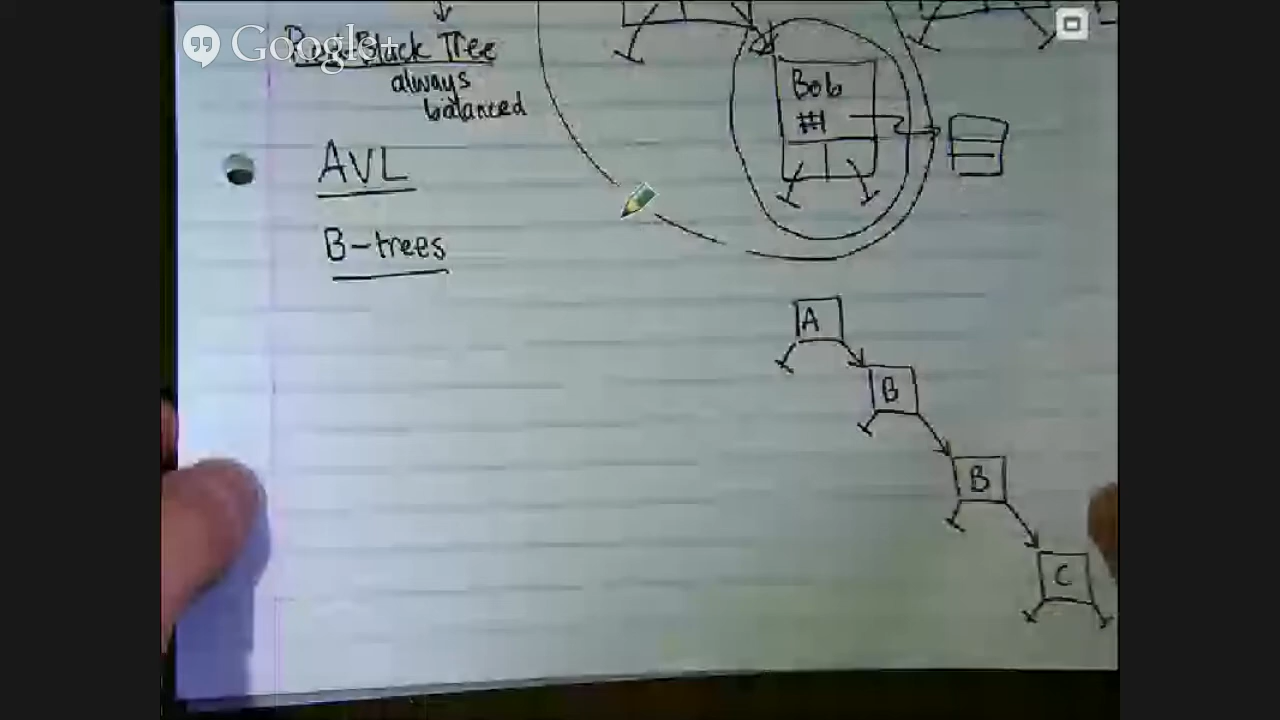 Google+
Red-Black Tree
always
balanced
AVL
B-trees
Bob
#1
A
B
B
C